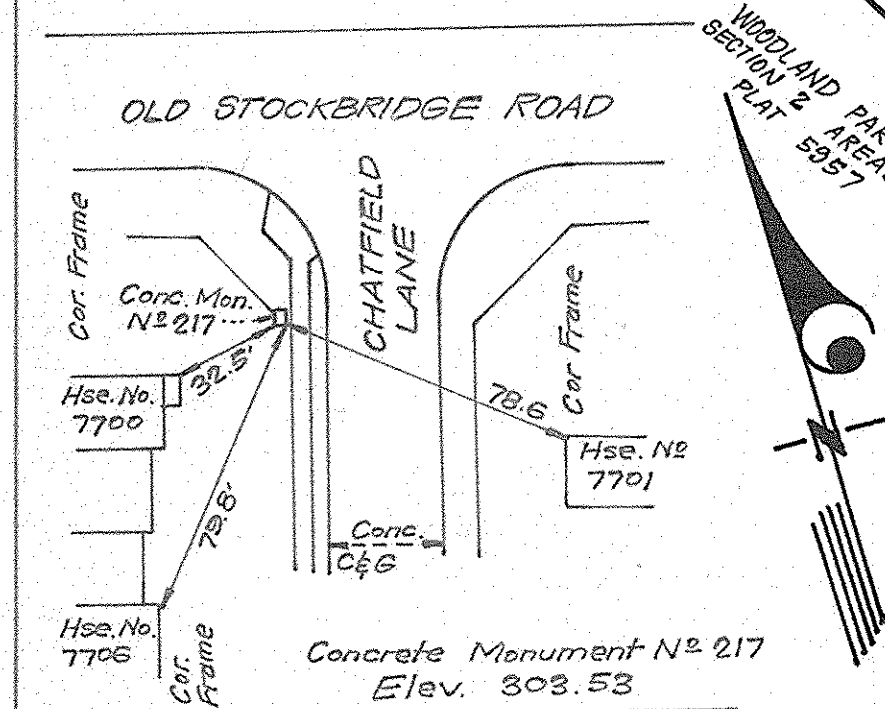 WOODLAND PARK
SECTION 2 AREAS
PLAT 5957
OLD STOCKBRIDGE ROAD
CHATFIELD
LANE
Cor. Frame
Conc. Mon.
Nº 217
32.5'
Hse. No.
7700
78.6
Cor Frame
Hse. Nº
7701
79.8'
Conc.
C&G
Hse. No.
7706
Cor.
Frame
N
Concrete Monument Nº 217
Elev. 303.53